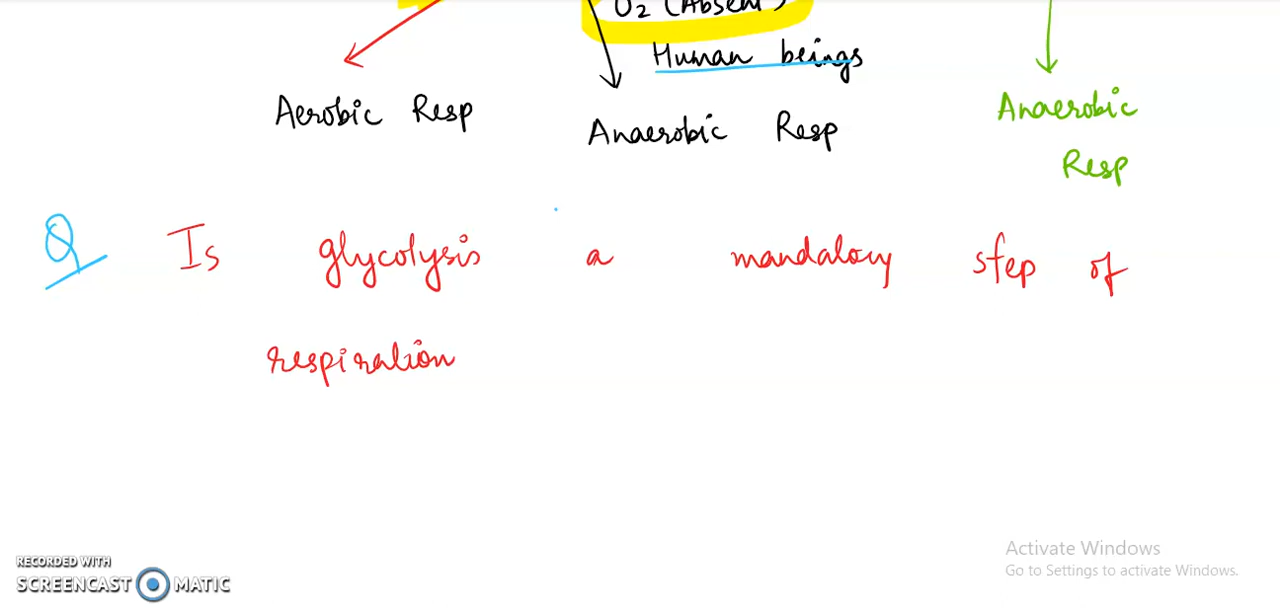 O2 (Absent)
Human beings
Aerobic Resp
Anaerobic Resp
Anaerobic
Resp
Q Is glycolysis a mandatory step of
respiration
Activate Windows
Go to Settings to activate Windows.
RECORDED WITH
SCREENCAST MATIC